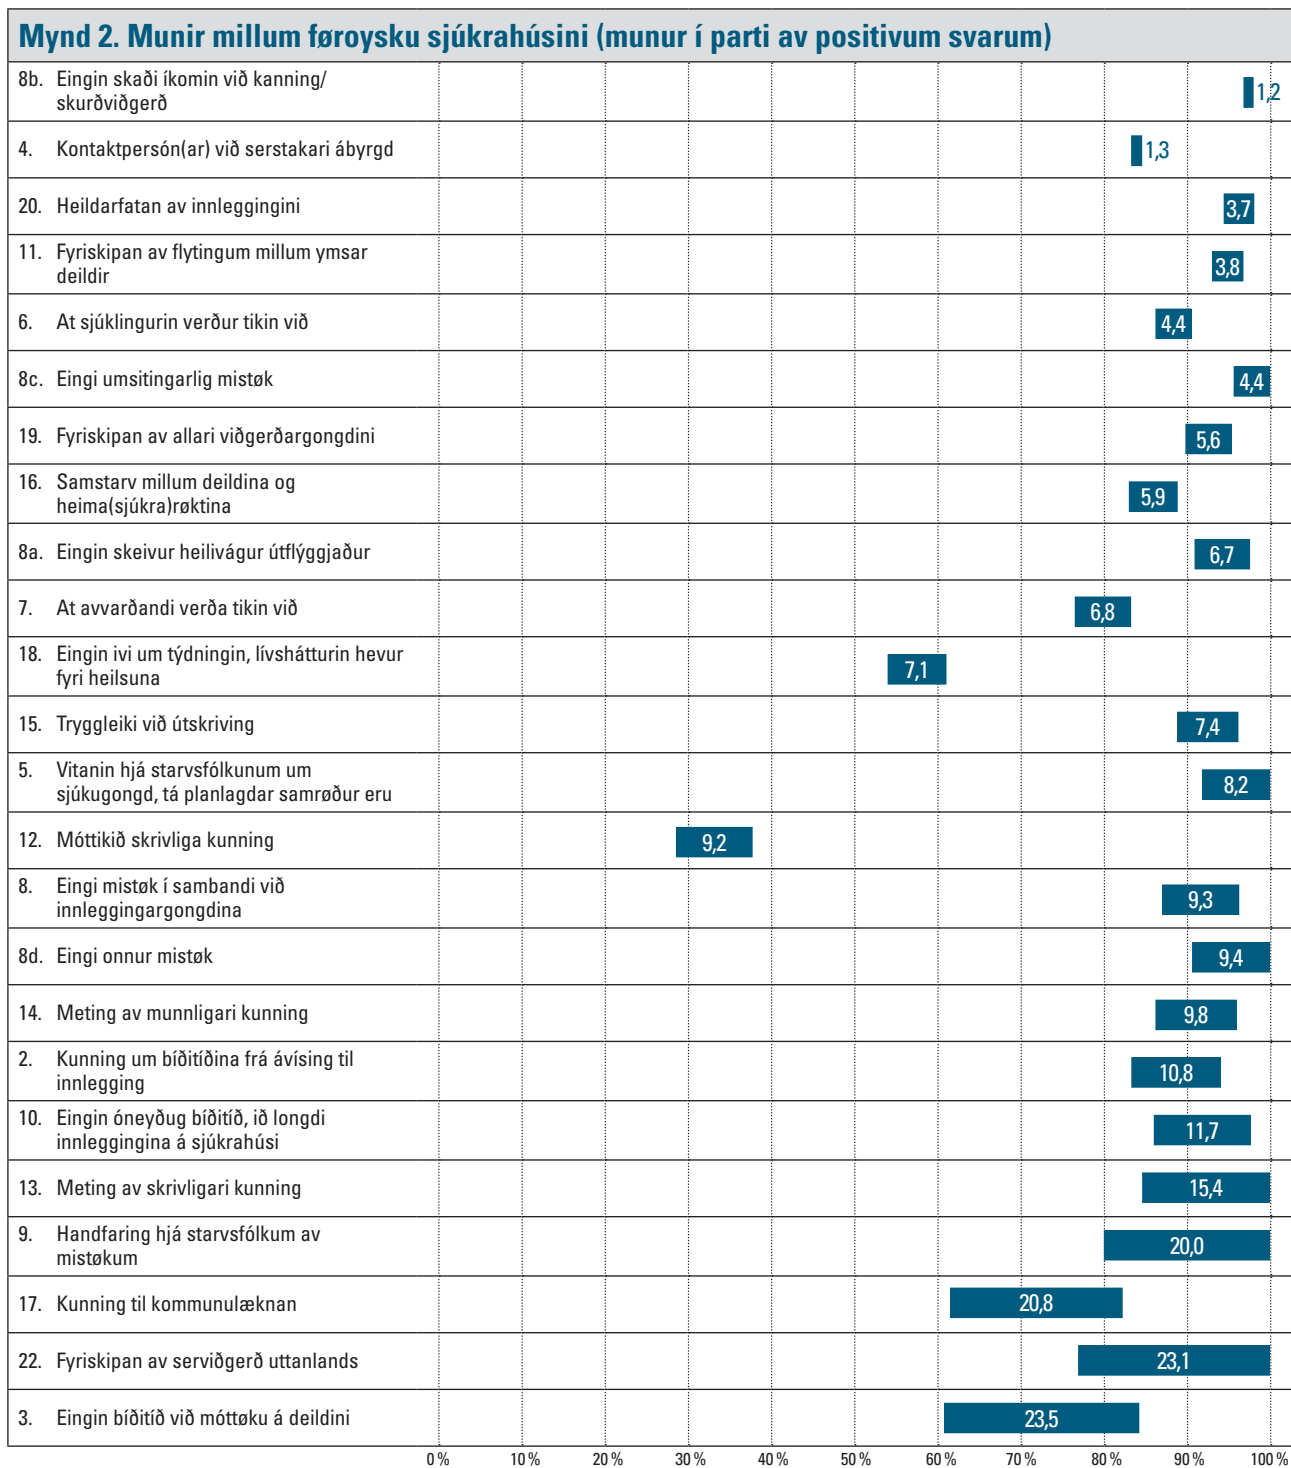 Mynd 2. Munir millum føroysku sjúkrahúsini (munur í parti av positivum svarum)
8b. Eingin skaði íkomin við kanning/
skurðviðgerð
1,2
4. Kontaktpersón(ar) við serstakari ábyrgd
1,3
20. Heildarfatan av innleggingini
3,7
11. Fyriskipan av flytingum millum ymsar
deildir
3,8
6. At sjúklingurin verður tikin við
4,4
8c. Eingi umsitingarlig mistøk
4,4
19. Fyriskipan av allari viðgerðargongdini
5,6
16. Samstarv millum deildina og
heima(sjúkra)røktina
5,9
8a. Eingin skeivur heilivágur útflýggjaður
6,7
7. At avvarðandi verða tikin við
6,8
18. Eingin ivi um týdningin, lívshátturin hevur
fyri heilsuna
7,1
15. Tryggleiki við útskriving
7,4
5. Vitanin hjá starvsfólkunum um
sjúkugongd, tá planlagdar samrøður eru
8,2
12. Móttikið skrivliga kunning
9,2
8. Eingi mistøk í sambandi við
innleggingargongdina
9,3
8d. Eingi onnur mistøk
9,4
14. Meting av munnligari kunning
9,8
2. Kunning um bíðitíðina frá ávísing til
innlegging
10,8
10. Eingin óneyðug bíðitíð, ið longdi
innleggingina á sjúkrahúsi
11,7
13. Meting av skrivligari kunning
15,4
9. Handfaring hjá starvsfólkum av
mistøkum
20,0
17. Kunning til kommunulæknan
20,8
22. Fyriskipan av serviðgerð uttanlands
23,1
3. Eingin bíðitíð við móttøku á deildini
23,5
0 % 10 % 20 % 30 % 40 % 50 % 60 % 70 % 80 % 90 % 100 %